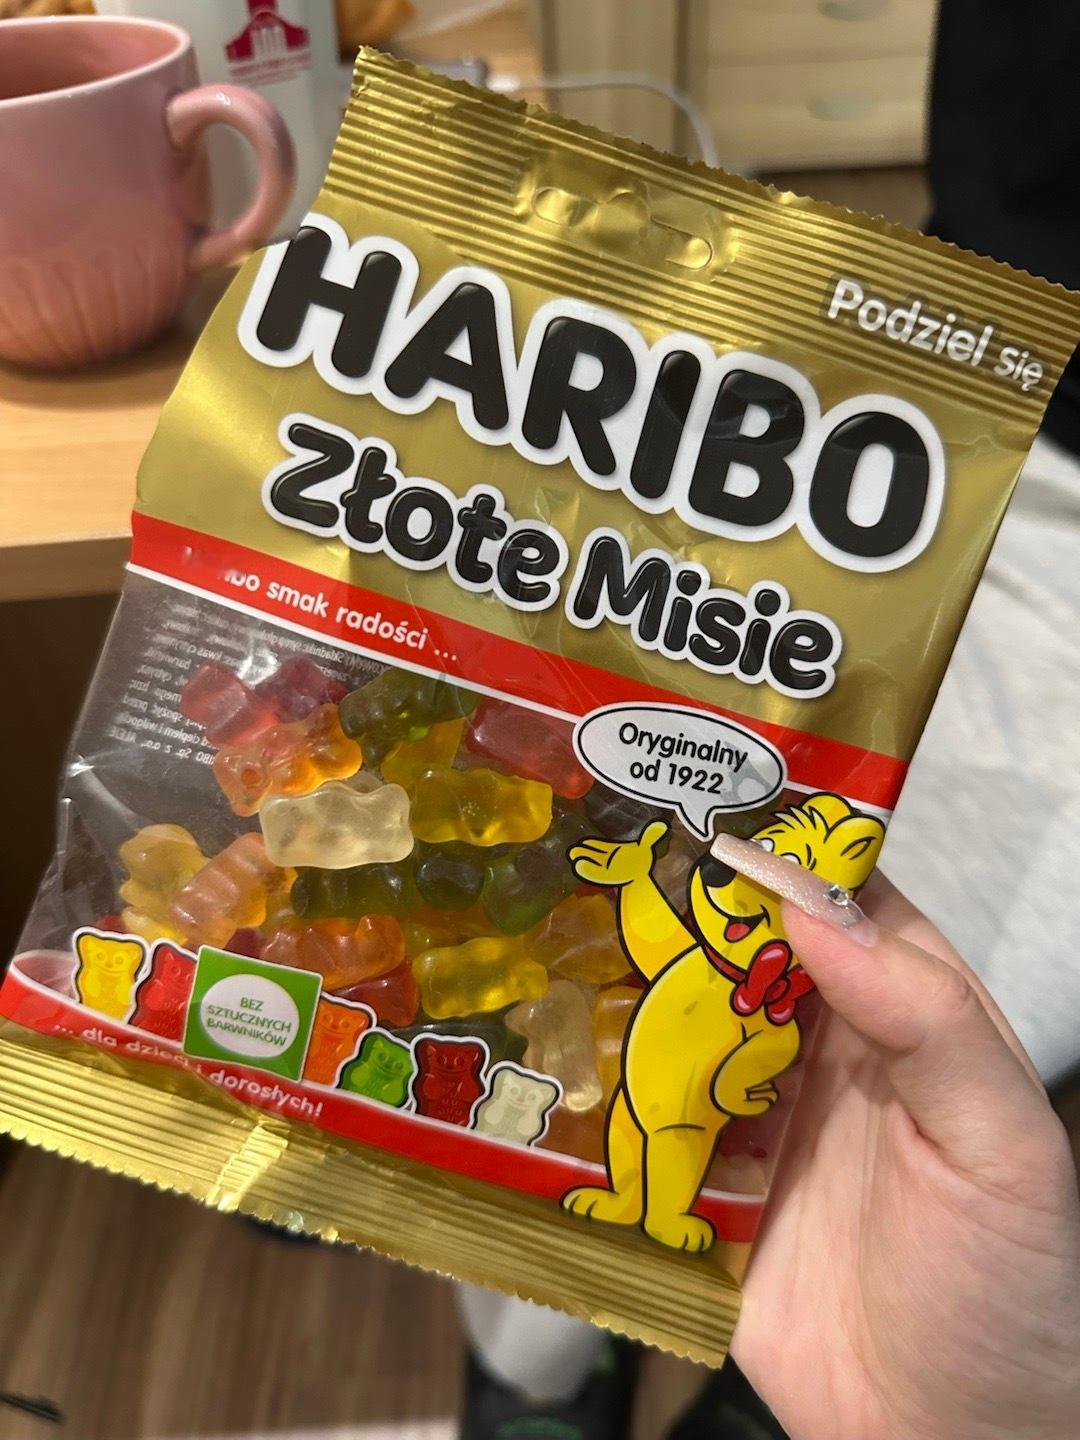 Podziel się
HARIBO
Złote Misie
smak radości ...
Oryginalny
od 1922
BEZ
SZTUCZNYCH
BARWNIKÓW
... dla dzieci i dorosłych!